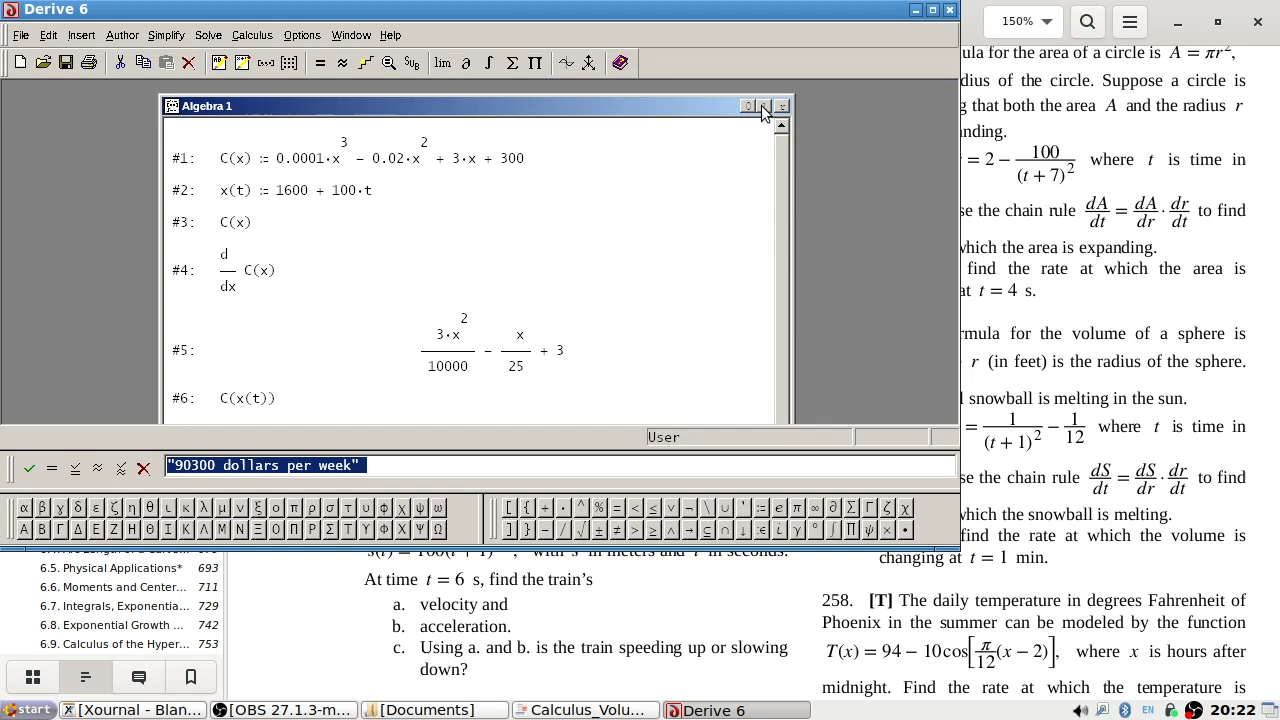 Derive 6
File Edit Insert Author Simplify Solve Calculus Options Window Help
lim ∂ ∫ Σ Π
Algebra 1
#1: C(x) ≔ 0.0001·x³ − 0.02·x² + 3·x + 300
#2: x(t) ≔ 1600 + 100·t
#3: C(x)
#4: d/dx C(x)
#5: 3·x²/10000 − x/25 + 3
#6: C(x(t))
User
"90300 dollars per week"
α β γ δ ε ζ η θ ι κ λ μ ν ξ ο π ρ σ τ υ φ χ ψ ω
Α Β Γ Δ Ε Ζ Η Θ Ι Κ Λ Μ Ν Ξ Ο Π Ρ Σ Τ Υ Φ Χ Ψ Ω
150%
ula for the area of a circle is A = πr²,
dius of the circle. Suppose a circle is
g that both the area A and the radius r
nding.
= 2 − 100/(t + 7)² where t is time in
se the chain rule dA/dt = dA/dr · dr/dt to find
which the area is expanding.
find the rate at which the area is
at t = 4 s.
rmula for the volume of a sphere is
r (in feet) is the radius of the sphere.
l snowball is melting in the sun.
= 1/(t + 1)² − 1/12 where t is time in
se the chain rule dS/dt = dS/dr · dr/dt to find
which the snowball is melting.
find the rate at which the volume is
changing at t = 1 min.
258. [T] The daily temperature in degrees Fahrenheit of
Phoenix in the summer can be modeled by the function
T(x) = 94 − 10cos[π/12(x − 2)], where x is hours after
midnight. Find the rate at which the temperature is
At time t = 6 s, find the train’s
a. velocity and
b. acceleration.
c. Using a. and b. is the train speeding up or slowing
down?
6.5. Physical Applications* 693
6.6. Moments and Center... 711
6.7. Integrals, Exponentia... 729
6.8. Exponential Growth ... 742
6.9. Calculus of the Hyper... 753
start
[Xournal - Blan...
[OBS 27.1.3-m...
[Documents]
Calculus_Volu...
Derive 6
EN
20:22